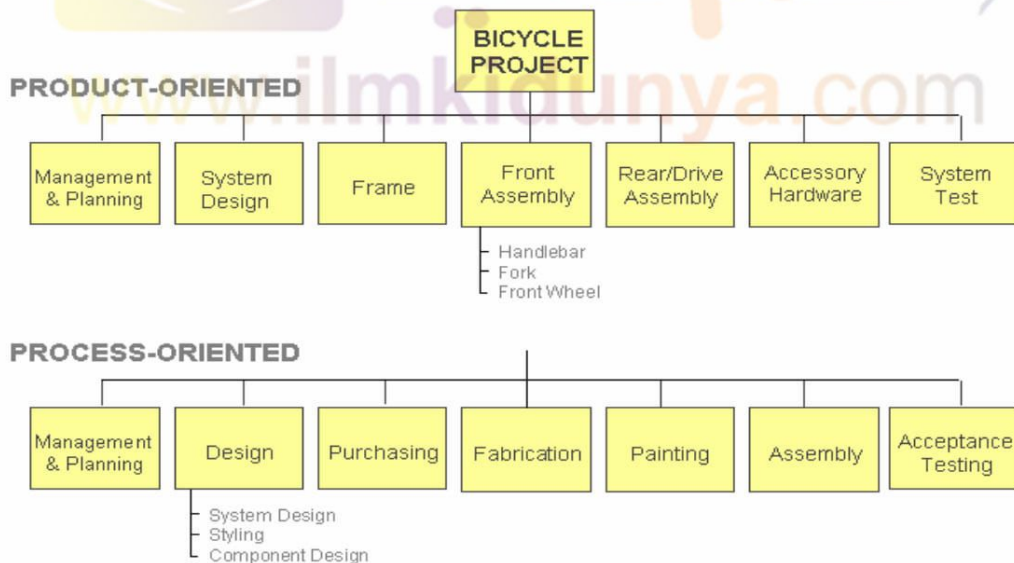 BICYCLE
PROJECT
PRODUCT-ORIENTED
www.ilmkidunya.com
Management
& Planning
System
Design
Frame
Front
Assembly
Rear/Drive
Assembly
Accessory
Hardware
System
Test
Handlebar
Fork
Front Wheel
PROCESS-ORIENTED
Management
& Planning
Design
Purchasing
Fabrication
Painting
Assembly
Acceptance
Testing
System Design
Styling
Component Design